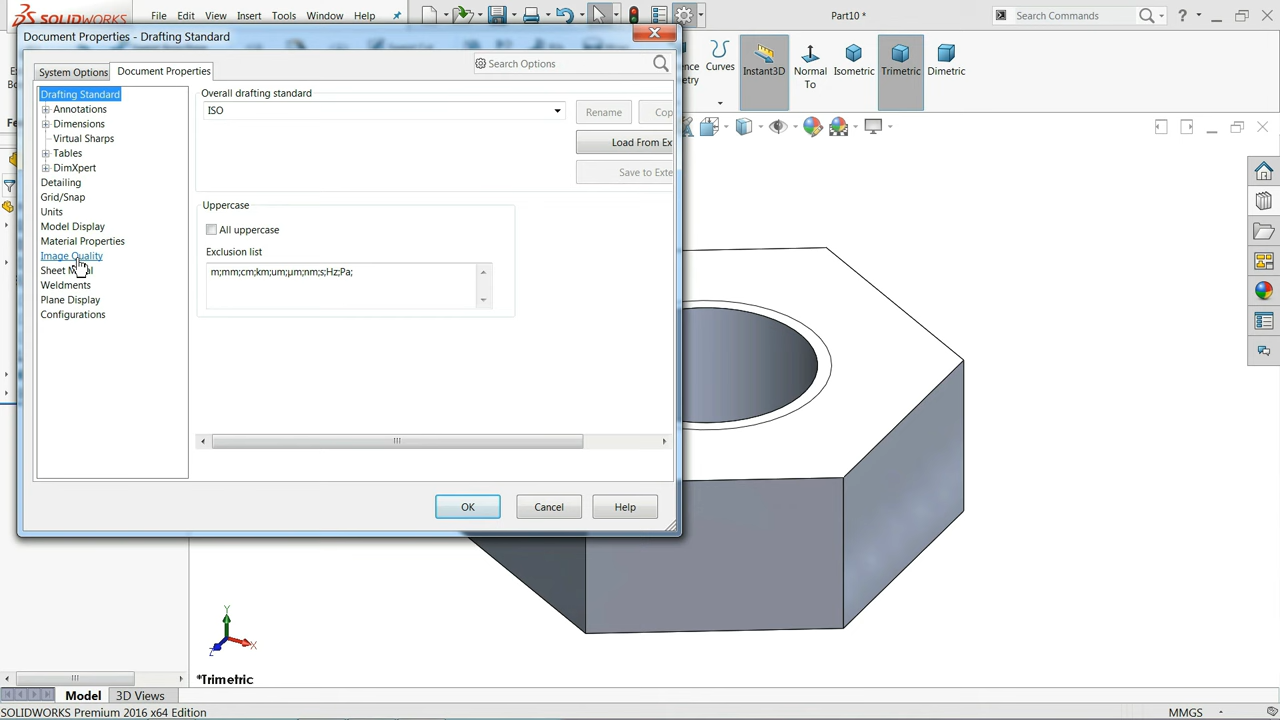 SOLIDWORKS
File
Edit
View
Insert
Tools
Window
Help
Part10 *
Search Commands
?
Document Properties - Drafting Standard
Curves
Instant3D
Normal
To
Isometric
Trimetric
Dimetric
System Options
Document Properties
Search Options
Drafting Standard
Annotations
Dimensions
Virtual Sharps
Tables
DimXpert
Detailing
Grid/Snap
Units
Model Display
Material Properties
Image Quality
Weldments
Plane Display
Configurations
Overall drafting standard
ISO
Rename
Cop
Load From Ex
Save to Exte
Uppercase
All uppercase
Exclusion list
m;mm;cm;km;um;µm;nm;s;Hz;Pa;
OK
Cancel
Help
Y
X
Z
*Trimetric
Model
3D Views
SOLIDWORKS Premium 2016 x64 Edition
MMGS